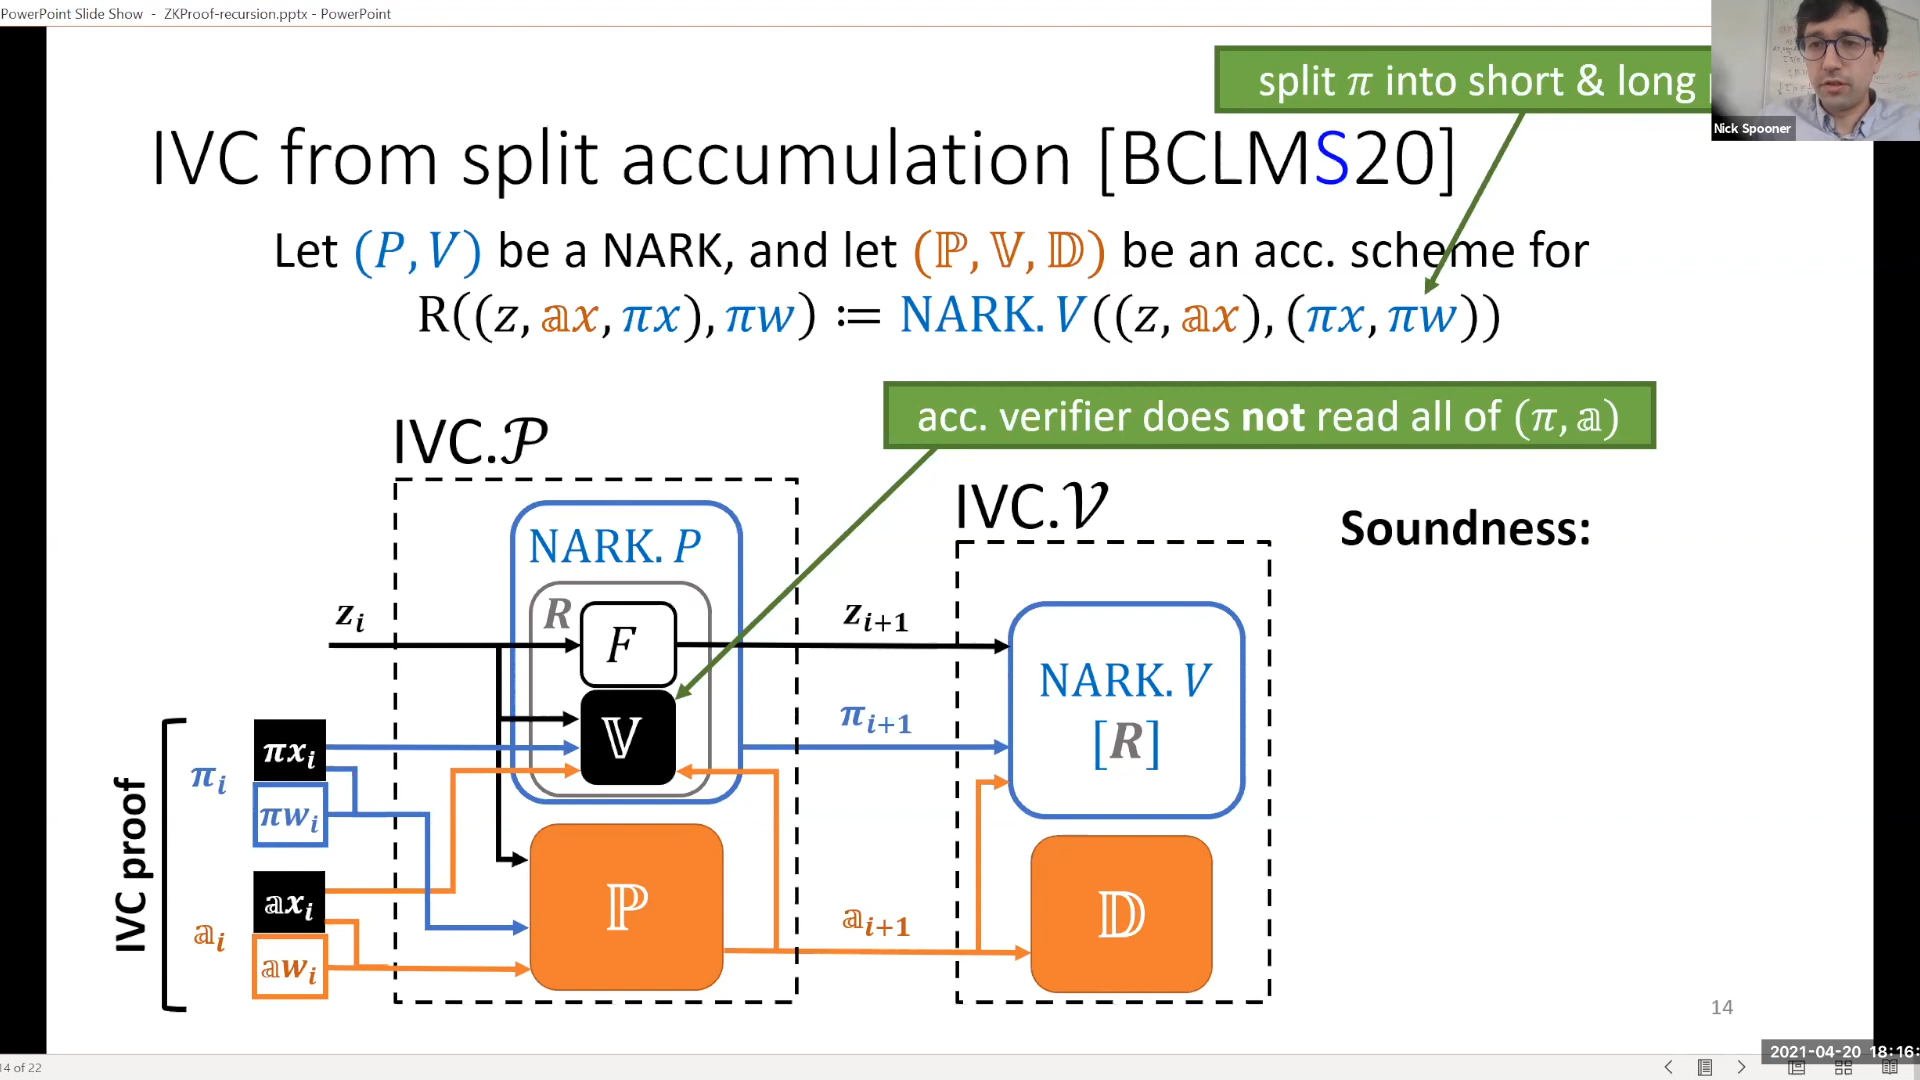 PowerPoint Slide Show - ZKProof-recursion.pptx - PowerPoint
split π into short & long
Nick Spooner
IVC from split accumulation [BCLMS20]
Let (P, V) be a NARK, and let (ℙ, 𝕍, 𝔻) be an acc. scheme for
R((z, 𝕒x, πx), πw) ≔ NARK. V((z, 𝕒x), (πx, πw))
acc. verifier does not read all of (π, 𝕒)
IVC.𝒫
IVC.𝒱
Soundness:
NARK. P
R
F
z_i
z_{i+1}
NARK. V
[R]
𝕍
π_{i+1}
IVC proof
π_i
πx_i
πw_i
𝕒_i
𝕒x_i
𝕒w_i
ℙ
𝕒_{i+1}
𝔻
14
2021-04-20 18:16:
14 of 22